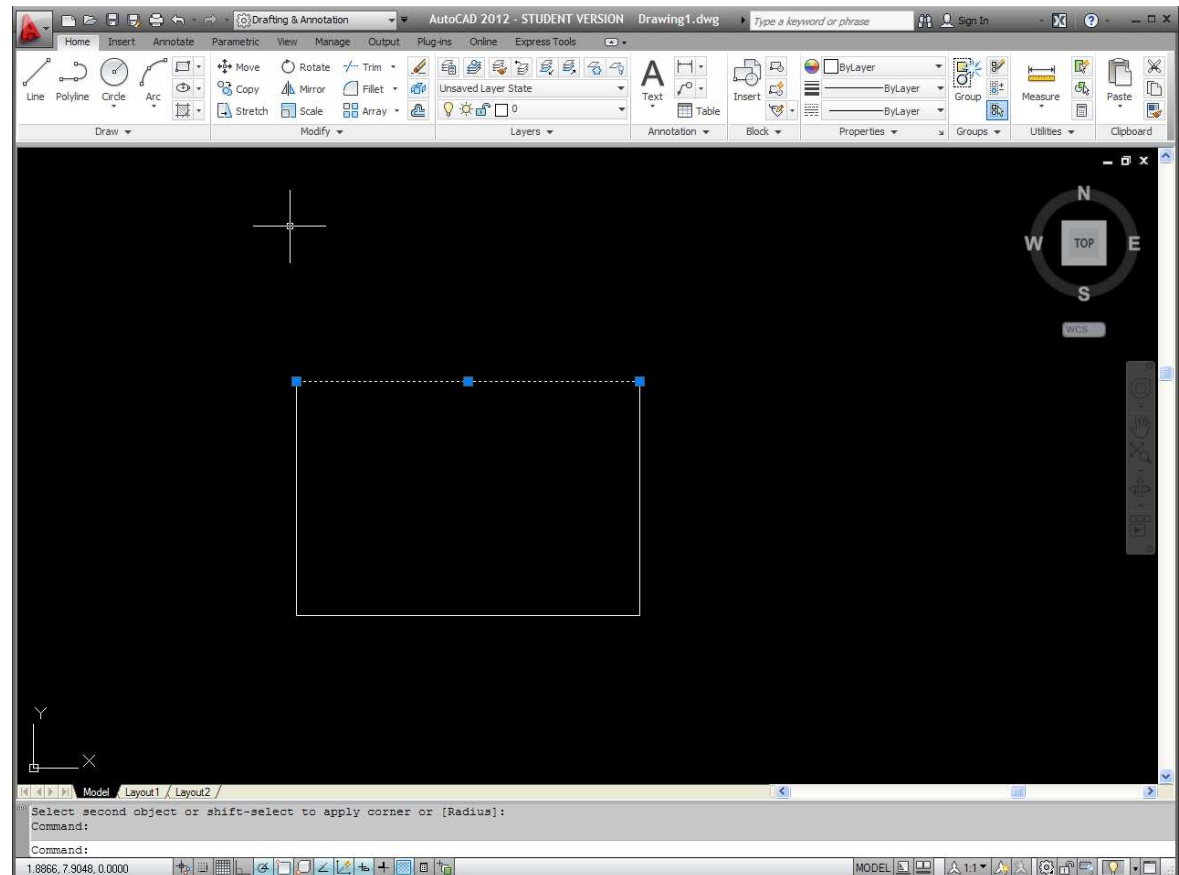 Drafting & Annotation AutoCAD 2012 - STUDENT VERSION Drawing1.dwg Type a keyword or phrase Sign In
Home Insert Annotate Parametric View Manage Output Plug-ins Online Express Tools
Move Rotate Trim ByLayer
Line Polyline Circle Arc Copy Mirror Fillet Unsaved Layer State Text Insert ByLayer Group Measure Paste
Stretch Scale Array 0 Table ByLayer
Draw Modify Layers Annotation Block Properties Groups Utilities Clipboard
N
W TOP E
S
WCS
Y
X
Model Layout1 Layout2
Select second object or shift-select to apply corner or [Radius]:
Command:
Command:
1.8866, 7.9048, 0.0000 MODEL 1:1